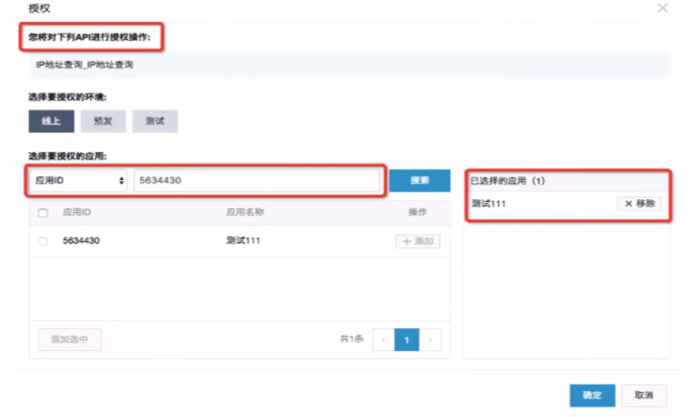 授权
您将对下列API进行授权操作:
IP地址查询_IP地址查询
选择要授权的环境:
线上 预发 测试
选择要授权的应用:
应用ID 5634430 搜索
应用ID 应用名称 操作
5634430 测试111 + 添加
添加选中 共1条 1
已选择的应用（1）
测试111 × 移除
确定 取消